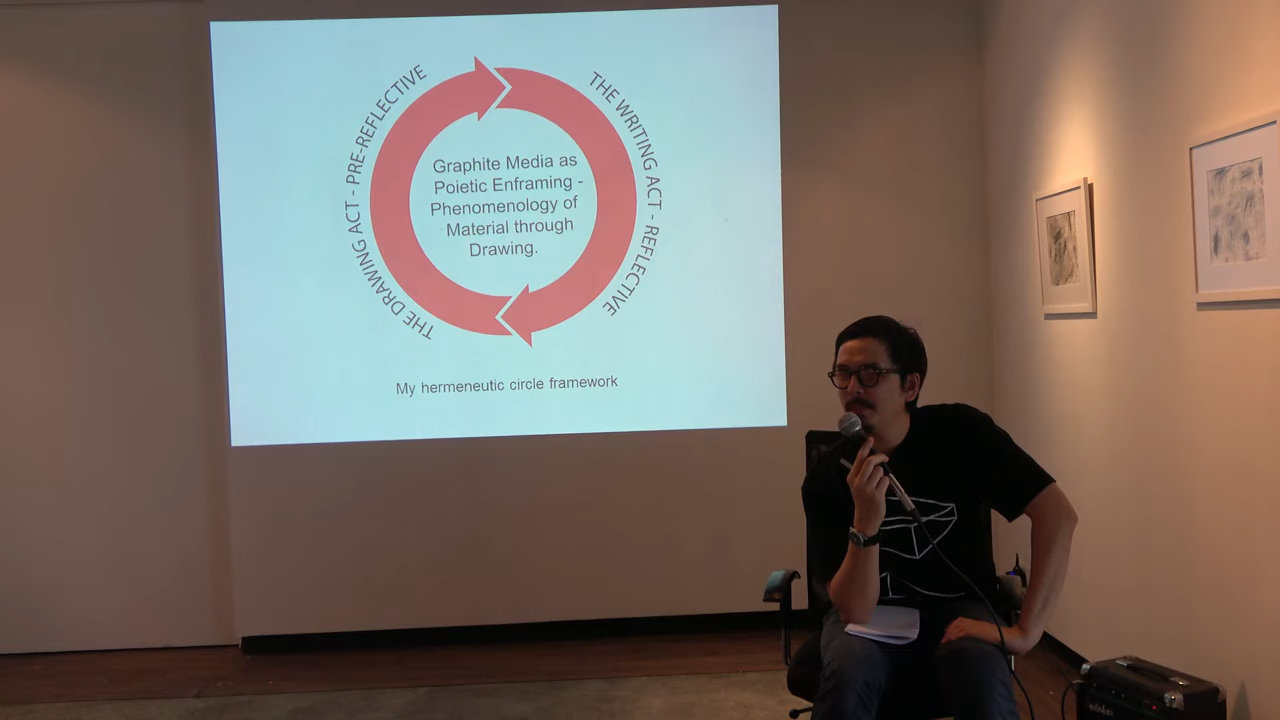 THE DRAWING ACT - PRE-REFLECTIVE
THE WRITING ACT - REFLECTIVE
Graphite Media as
Poietic Enframing -
Phenomenology of
Material through
Drawing.
My hermeneutic circle framework